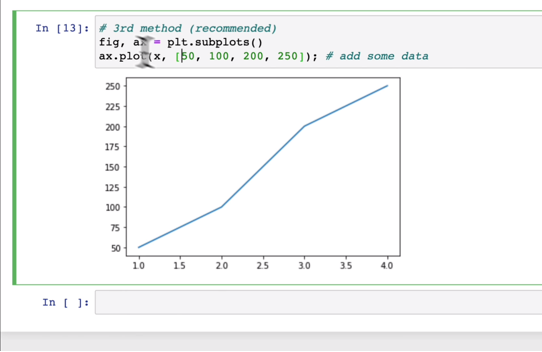 In [13]: # 3rd method (recommended)
fig, ax = plt.subplots()
ax.plot(x, [50, 100, 200, 250]); # add some data
250
225
200
175
150
125
100
75
50
1.0 1.5 2.0 2.5 3.0 3.5 4.0
In [ ]: